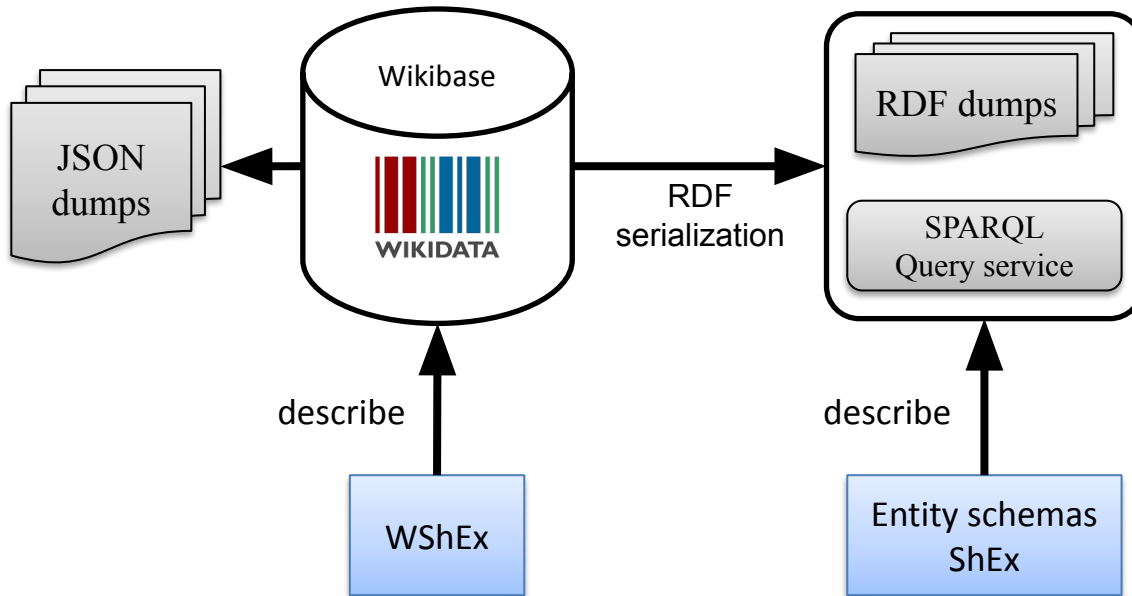 Wikibase
WIKIDATA
JSON
dumps
RDF
serialization
RDF dumps
SPARQL
Query service
describe
describe
WShEx
Entity schemas
ShEx